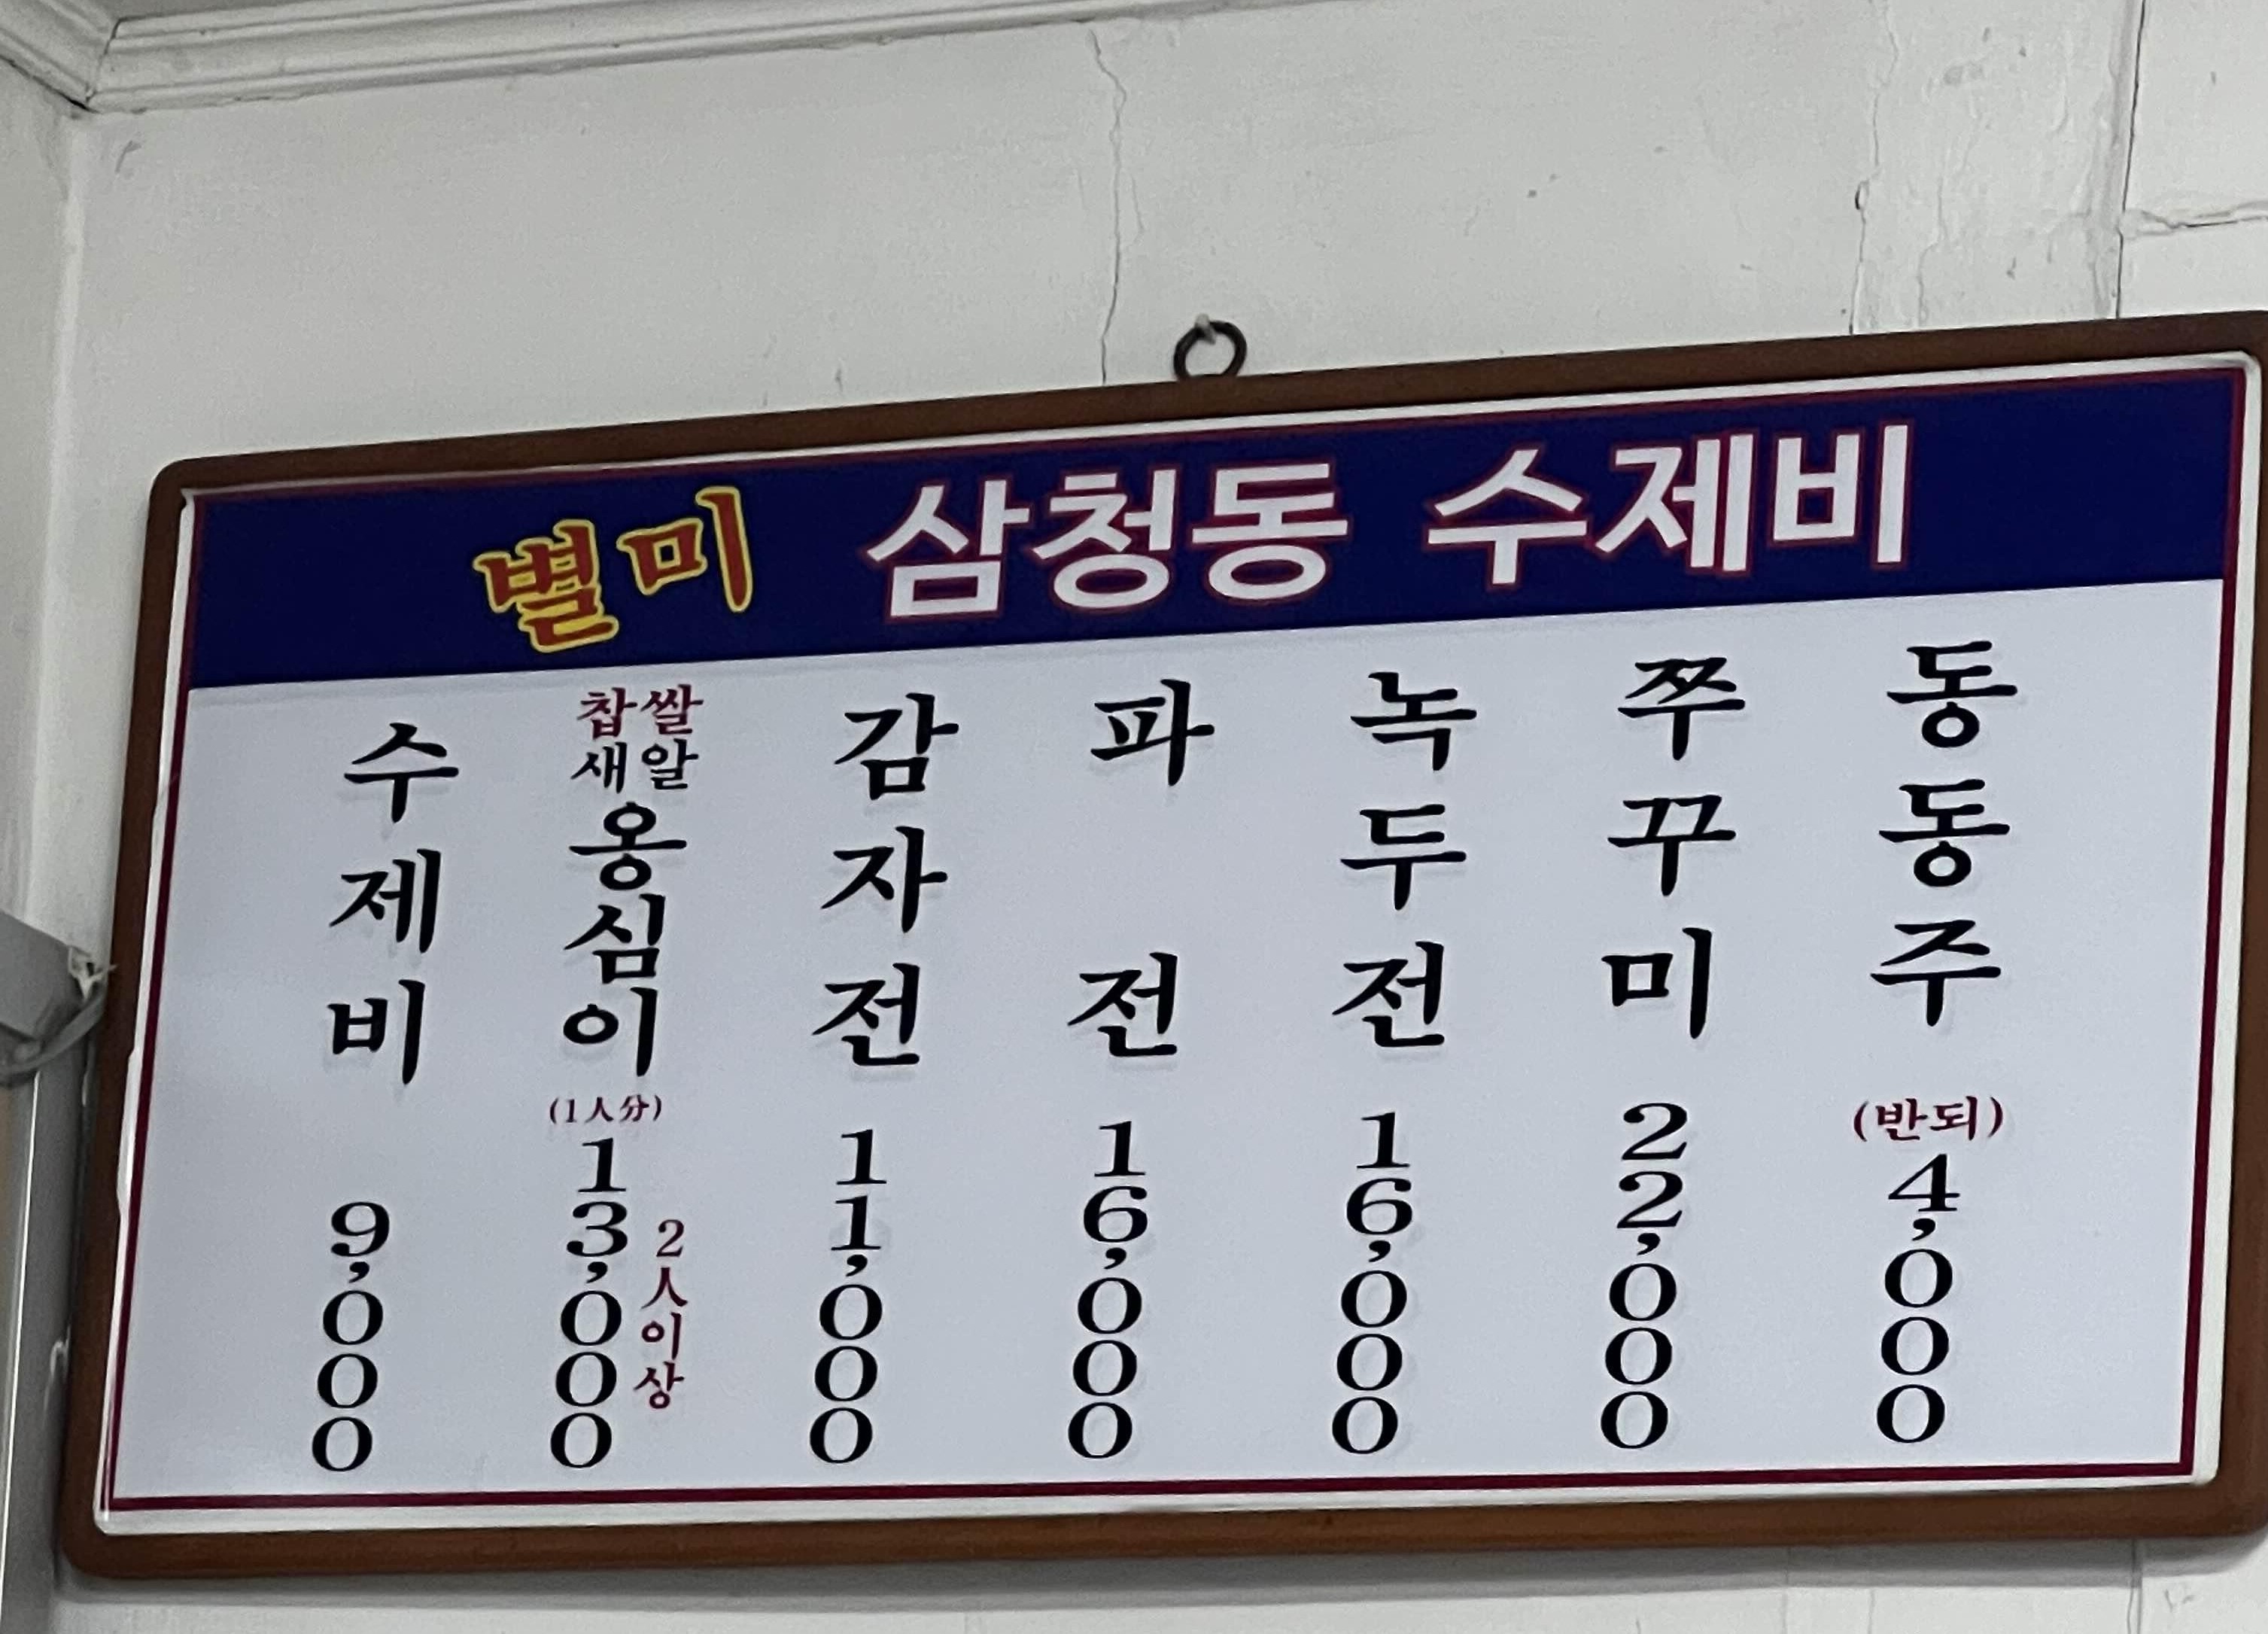 별미 삼청동 수제비
수제비 9,000
찹쌀 새알 옹심이 (1人分) 13,000 2人이상
감자전 11,000
파전 16,000
녹두전 16,000
쭈꾸미 22,000
동동주 (반되) 4,000